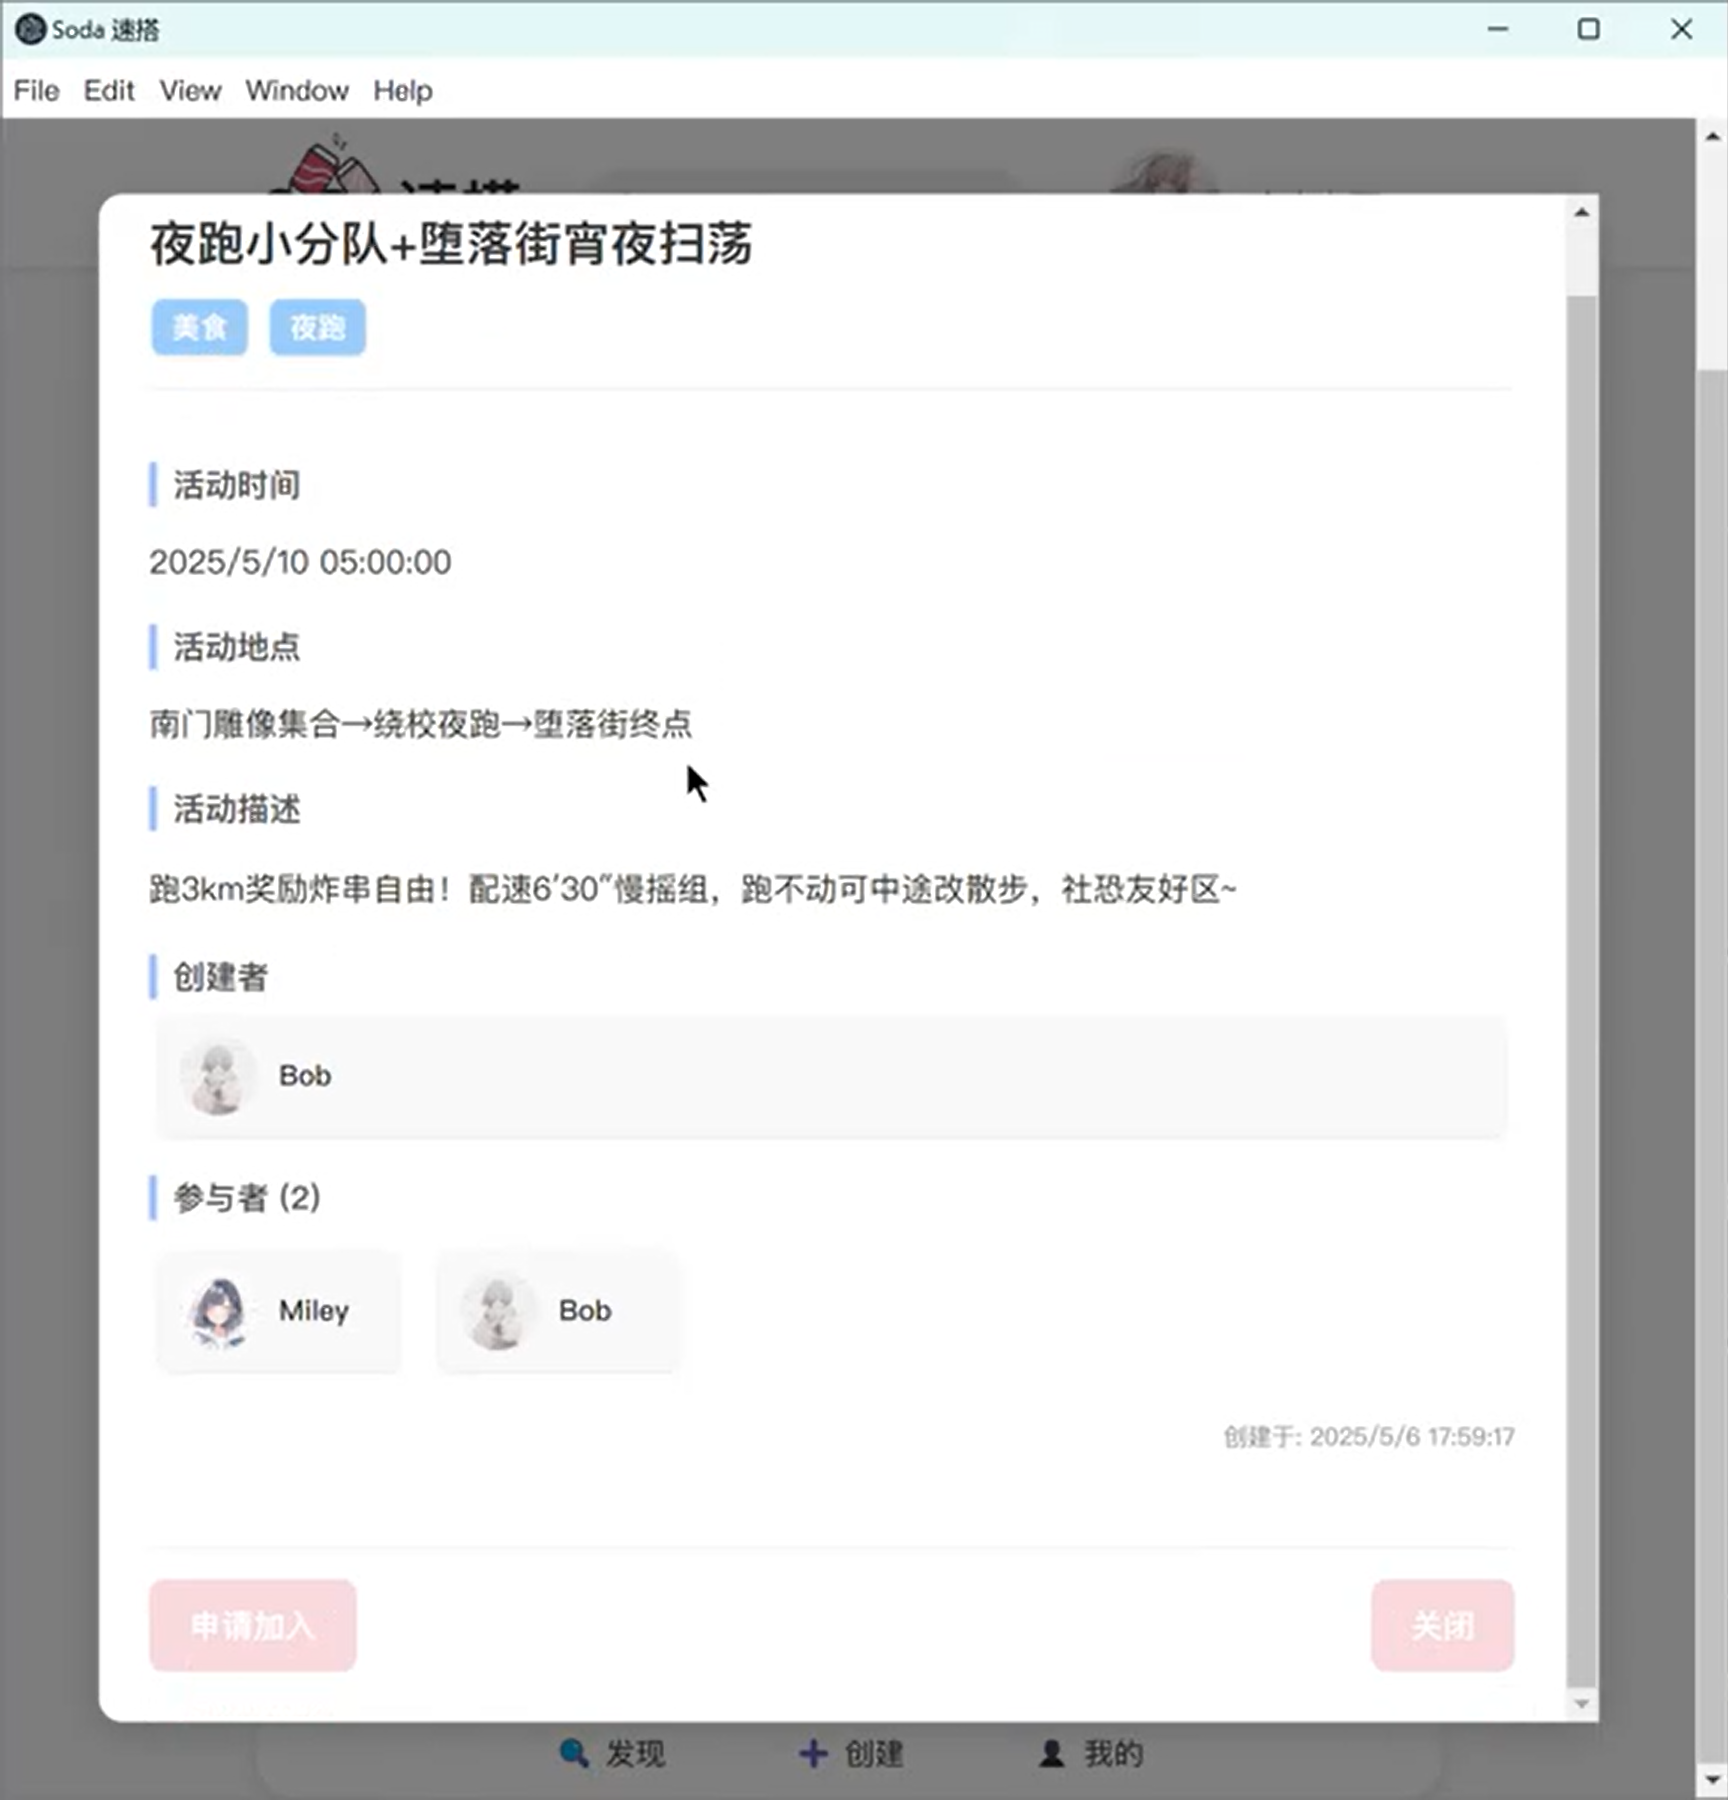 Soda 速搭
File Edit View Window Help
夜跑小分队+堕落街宵夜扫荡
美食 夜跑
活动时间
2025/5/10 05:00:00
活动地点
南门雕像集合→绕校夜跑→堕落街终点
活动描述
跑3km奖励炸串自由！配速6′30″慢摇组，跑不动可中途改散步，社恐友好区~
创建者
Bob
参与者 (2)
Miley Bob
创建于: 2025/5/6 17:59:17
申请加入 关闭
发现 创建 我的